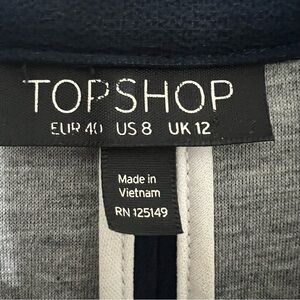 TOPSHOP
EUR 40 US 8 UK 12
Made in
Vietnam
RN 125149